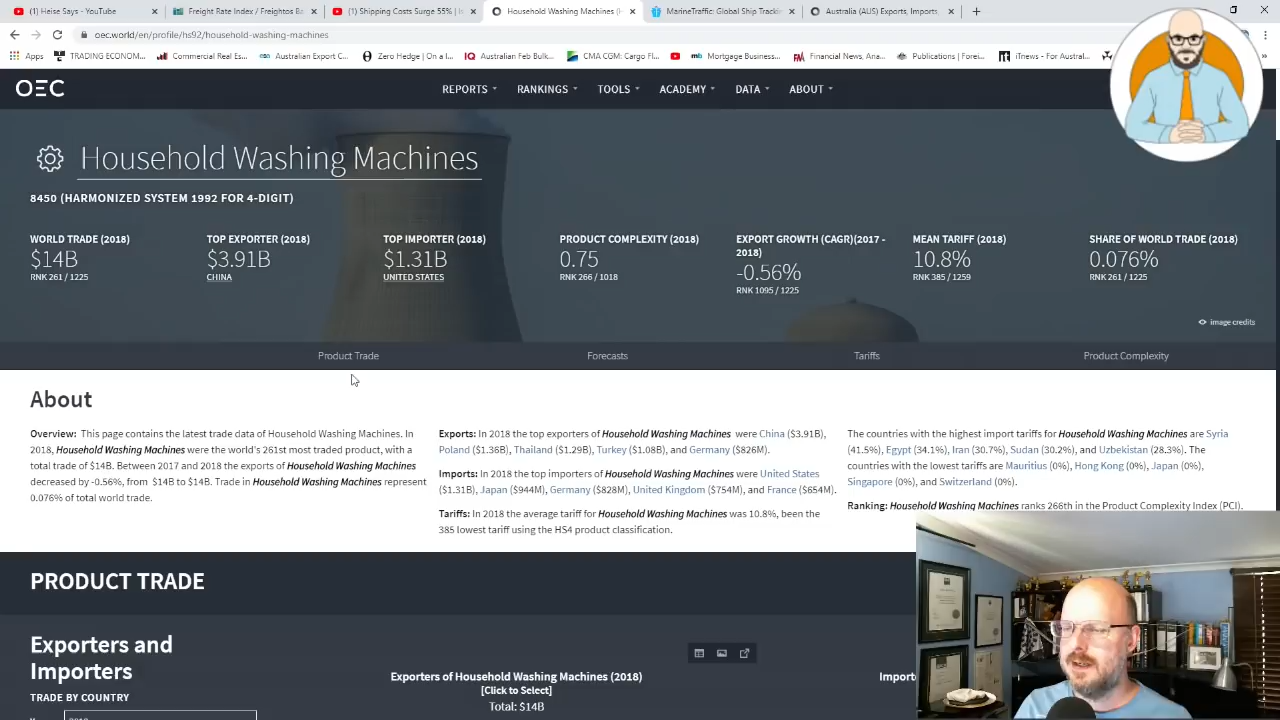 Heisa Says - YouTube
Freight Rates Index
Shipping Costs Surge 55% |
Household Washing Machines (H
MarineTraffic: Global Ship Trackin
Australia (AUS) Exports, Imports,
oec.world/en/profile/hs92/household-washing-machines
Apps
TRADING ECONOM...
Commercial Real Es...
Australian Export C...
Zero Hedge | On a l...
Australian Feb Bulk...
CMA CGM: Cargo Fl...
Mortgage Business...
Financial News, Ana...
Publications | Forei...
iTnews - For Austral...
OEC
REPORTS
RANKINGS
TOOLS
ACADEMY
DATA
ABOUT
Household Washing Machines
8450 (HARMONIZED SYSTEM 1992 FOR 4-DIGIT)
WORLD TRADE (2018)
$14B
RNK 261 / 1225
TOP EXPORTER (2018)
$3.91B
CHINA
TOP IMPORTER (2018)
$1.31B
UNITED STATES
PRODUCT COMPLEXITY (2018)
0.75
RNK 266 / 1018
EXPORT GROWTH (CAGR)(2017 -
2018)
-0.56%
RNK 1095 / 1225
MEAN TARIFF (2018)
10.8%
RNK 385 / 1259
SHARE OF WORLD TRADE (2018)
0.076%
RNK 261 / 1225
image credits
Product Trade
Forecasts
Tariffs
Product Complexity
About
Overview: This page contains the latest trade data of Household Washing Machines. In
2018, Household Washing Machines were the world's 261st most traded product, with a
total trade of $14B. Between 2017 and 2018 the exports of Household Washing Machines
decreased by -0.56%, from $14B to $14B. Trade in Household Washing Machines represent
0.076% of total world trade.
Exports: In 2018 the top exporters of Household Washing Machines were China ($3.91B),
Poland ($1.36B), Thailand ($1.29B), Turkey ($1.08B), and Germany ($826M).
Imports: In 2018 the top importers of Household Washing Machines were United States
($1.31B), Japan ($944M), Germany ($828M), United Kingdom ($754M), and France ($654M).
Tariffs: In 2018 the average tariff for Household Washing Machines was 10.8%, been the
385 lowest tariff using the HS4 product classification.
The countries with the highest import tariffs for Household Washing Machines are Syria
(41.5%), Egypt (34.1%), Iran (30.7%), Sudan (30.2%), and Uzbekistan (28.3%). The
countries with the lowest tariffs are Mauritius (0%), Hong Kong (0%), Japan (0%),
Singapore (0%), and Switzerland (0%).
Ranking: Household Washing Machines ranks 266th in the Product Complexity Index (PCI).
PRODUCT TRADE
Exporters and
Importers
TRADE BY COUNTRY
Exporters of Household Washing Machines (2018)
[Click to Select]
Total: $14B
Import